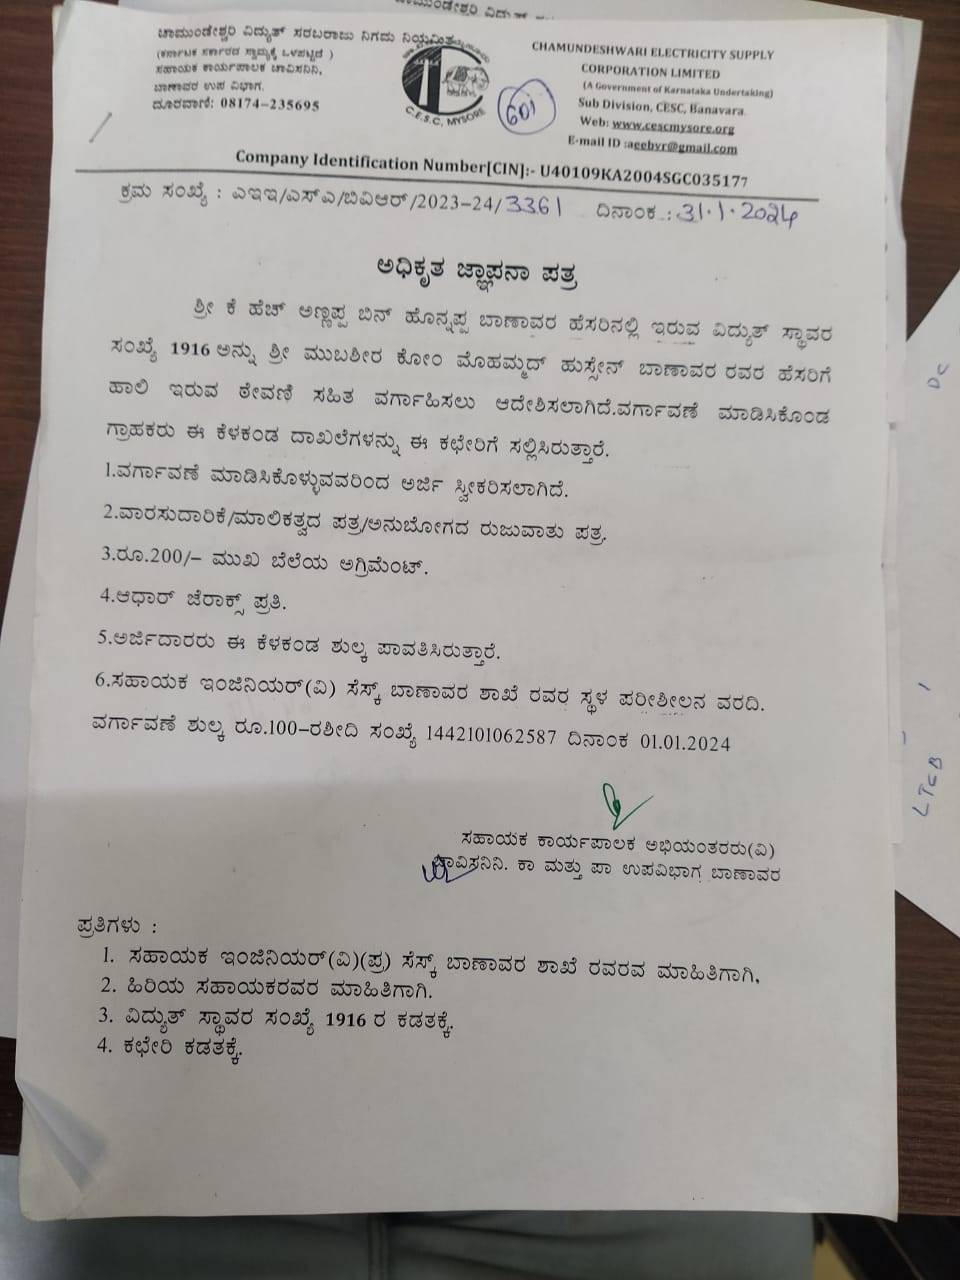 ಚಾಮುಂಡೇಶ್ವರಿ ವಿದ್ಯುತ್ ಸರಬರಾಜು ನಿಗಮ ನಿಯಮಿತ
(ಕರ್ನಾಟಕ ಸರ್ಕಾರದ ಸ್ವಾಮ್ಯಕ್ಕೆ ಒಳಪಟ್ಟಿದೆ)
ಸಹಾಯಕ ಕಾರ್ಯಪಾಲಕ ಚಾವಿಸನಿನಿ,
ಬಾಣಾವರ ಉಪ ವಿಭಾಗ.
ದೂರವಾಣಿ: 08174-235695
C.E.S.C, MYSORE
601
CHAMUNDESHWARI ELECTRICITY SUPPLY
CORPORATION LIMITED
(A Government of Karnataka Undertaking)
Sub Division, CESC, Banavara.
Web: www.cescmysore.org
E-mail ID :aeebvr@gmail.com
Company Identification Number[CIN]:- U40109KA2004SGC035177
ಕ್ರಮ ಸಂಖ್ಯೆ : ಎಇಇ/ಎಸ್ಎ/ಬಿವಿಆರ್/2023-24/3361 ದಿನಾಂಕ :31.1.2024
ಅಧಿಕೃತ ಜ್ಞಾಪನಾ ಪತ್ರ
ಶ್ರೀ ಕೆ ಹೆಚ್ ಅಣ್ಣಪ್ಪ ಬಿನ್ ಹೊನ್ನಪ್ಪ ಬಾಣಾವರ ಹೆಸರಿನಲ್ಲಿ ಇರುವ ವಿದ್ಯುತ್ ಸ್ಥಾವರ
ಸಂಖ್ಯೆ 1916 ಅನ್ನು ಶ್ರೀ ಮುಬಶೀರ ಕೋಂ ಮೊಹಮ್ಮದ್ ಹುಸ್ಸೇನ್ ಬಾಣಾವರ ರವರ ಹೆಸರಿಗೆ
ಹಾಲಿ ಇರುವ ಠೇವಣಿ ಸಹಿತ ವರ್ಗಾಹಿಸಲು ಆದೇಶಿಸಲಾಗಿದೆ.ವರ್ಗಾವಣೆ ಮಾಡಿಸಿಕೊಂಡ
ಗ್ರಾಹಕರು ಈ ಕೆಳಕಂಡ ದಾಖಲೆಗಳನ್ನು ಈ ಕಛೇರಿಗೆ ಸಲ್ಲಿಸಿರುತ್ತಾರೆ.
1.ವರ್ಗಾವಣೆ ಮಾಡಿಸಿಕೊಳ್ಳುವವರಿಂದ ಅರ್ಜಿ ಸ್ವೀಕರಿಸಲಾಗಿದೆ.
2.ವಾರಸುದಾರಿಕೆ/ಮಾಲಿಕತ್ವದ ಪತ್ರ/ಅನುಬೋಗದ ರುಜುವಾತು ಪತ್ರ.
3.ರೂ.200/- ಮುಖ ಬೆಲೆಯ ಅಗ್ರಿಮೆಂಟ್.
4.ಆಧಾರ್ ಜೆರಾಕ್ಸ್ ಪ್ರತಿ.
5.ಅರ್ಜಿದಾರರು ಈ ಕೆಳಕಂಡ ಶುಲ್ಕ ಪಾವತಿಸಿರುತ್ತಾರೆ.
6.ಸಹಾಯಕ ಇಂಜಿನಿಯರ್(ವಿ) ಸೆಸ್ಕ್ ಬಾಣಾವರ ಶಾಖೆ ರವರ ಸ್ಥಳ ಪರೀಶೀಲನ ವರದಿ.
ವರ್ಗಾವಣೆ ಶುಲ್ಕ ರೂ.100-ರಶೀದಿ ಸಂಖ್ಯೆ 1442101062587 ದಿನಾಂಕ 01.01.2024
ಸಹಾಯಕ ಕಾರ್ಯಪಾಲಕ ಅಭಿಯಂತರರು(ವಿ)
ಚಾವಿಸನಿನಿ. ಕಾ ಮತ್ತು ಪಾ ಉಪವಿಭಾಗ ಬಾಣಾವರ
ಪ್ರತಿಗಳು :
1. ಸಹಾಯಕ ಇಂಜಿನಿಯರ್(ವಿ)(ಪ್ರ) ಸೆಸ್ಕ್ ಬಾಣಾವರ ಶಾಖೆ ರವರವ ಮಾಹಿತಿಗಾಗಿ,
2. ಹಿರಿಯ ಸಹಾಯಕರವರ ಮಾಹಿತಿಗಾಗಿ.
3. ವಿದ್ಯುತ್ ಸ್ಥಾವರ ಸಂಖ್ಯೆ 1916 ರ ಕಡತಕ್ಕೆ.
4. ಕಛೇರಿ ಕಡತಕ್ಕೆ.